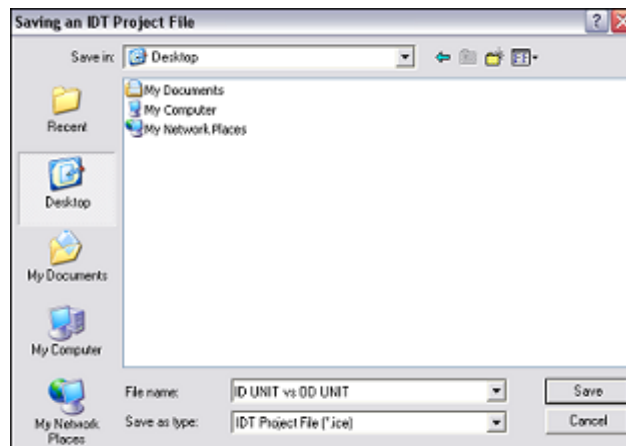 Saving an IDT Project File
Save in: Desktop
My Documents
My Computer
My Network Places
Recent
Desktop
My Documents
My Computer
My Network Places
File name: ID UNIT vs OD UNIT Save
Save as type: IDT Project File (*.ice) Cancel